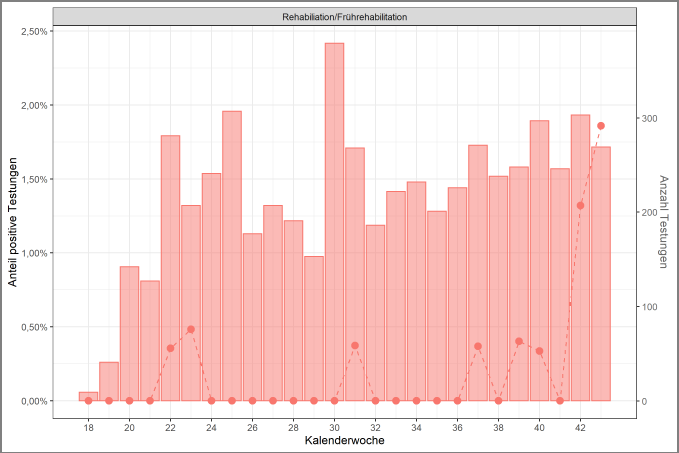 Rehabiliation/Frührehabilitation
2,50%
2,00%
1,50%
1,00%
0,50%
0,00%
Anteil positive Testungen
300
200
100
0
Anzahl Testungen
18 20 22 24 26 28 30 32 34 36 38 40 42
Kalenderwoche